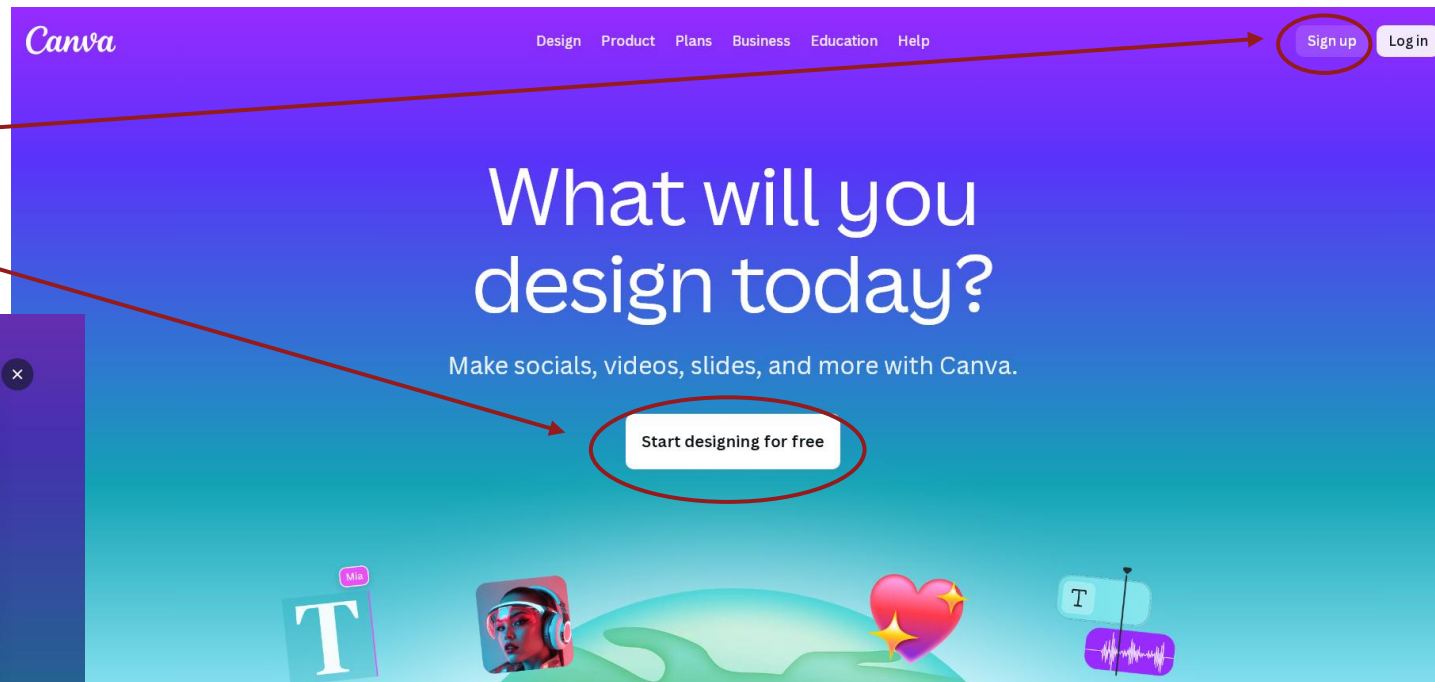 Canva
Design Product Plans Business Education Help
Sign up Log in
What will you
design today?
Make socials, videos, slides, and more with Canva.
Start designing for free
Mia
T
T